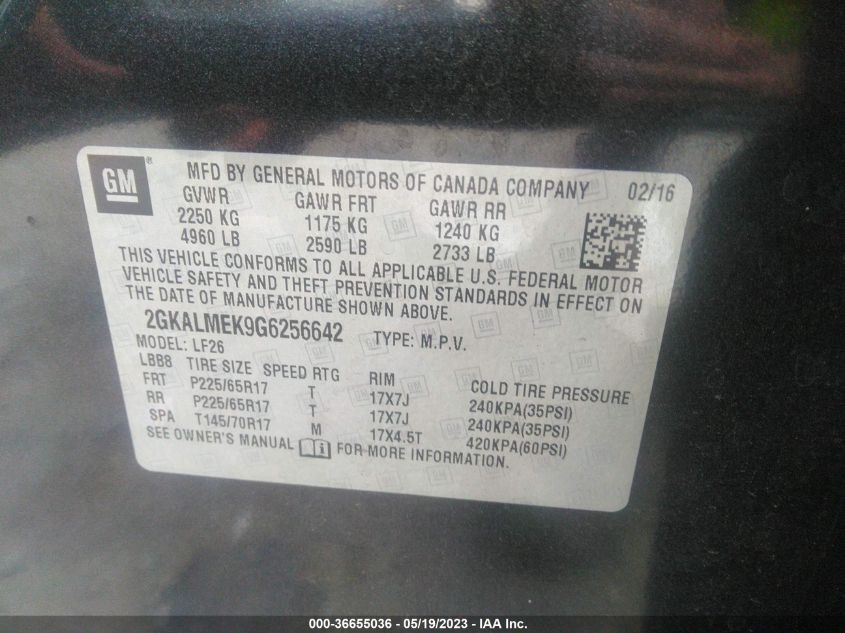 GM ® MFD BY GENERAL MOTORS OF CANADA COMPANY 02/16
GVWR GAWR FRT GAWR RR
2250 KG 1175 KG 1240 KG
4960 LB 2590 LB 2733 LB
THIS VEHICLE CONFORMS TO ALL APPLICABLE U.S. FEDERAL MOTOR
VEHICLE SAFETY AND THEFT PREVENTION STANDARDS IN EFFECT ON
THE DATE OF MANUFACTURE SHOWN ABOVE.
2GKALMEK9G6256642 TYPE: M.P.V.
MODEL: LF26
LBB8 TIRE SIZE SPEED RTG RIM COLD TIRE PRESSURE
FRT P225/65R17 T 17X7J 240KPA(35PSI)
RR P225/65R17 T 17X7J 240KPA(35PSI)
SPA T145/70R17 M 17X4.5T 420KPA(60PSI)
SEE OWNER'S MANUAL FOR MORE INFORMATION.
000-36655036 - 05/19/2023 - IAA Inc.